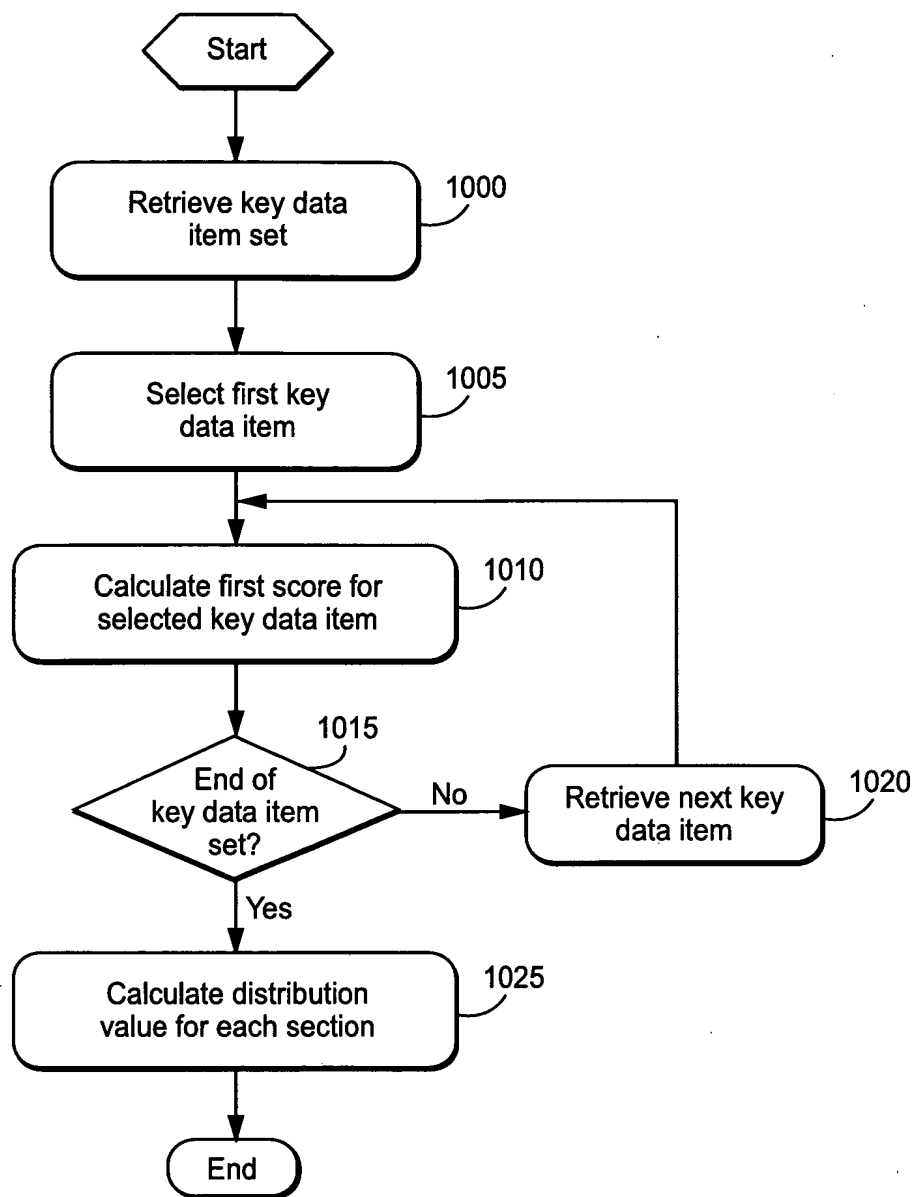 Start
Retrieve key data
item set
1000
Select first key
data item
1005
Calculate first score for
selected key data item
1010
End of
key data item
set?
1015
No
Retrieve next key
data item
1020
Yes
Calculate distribution
value for each section
1025
End